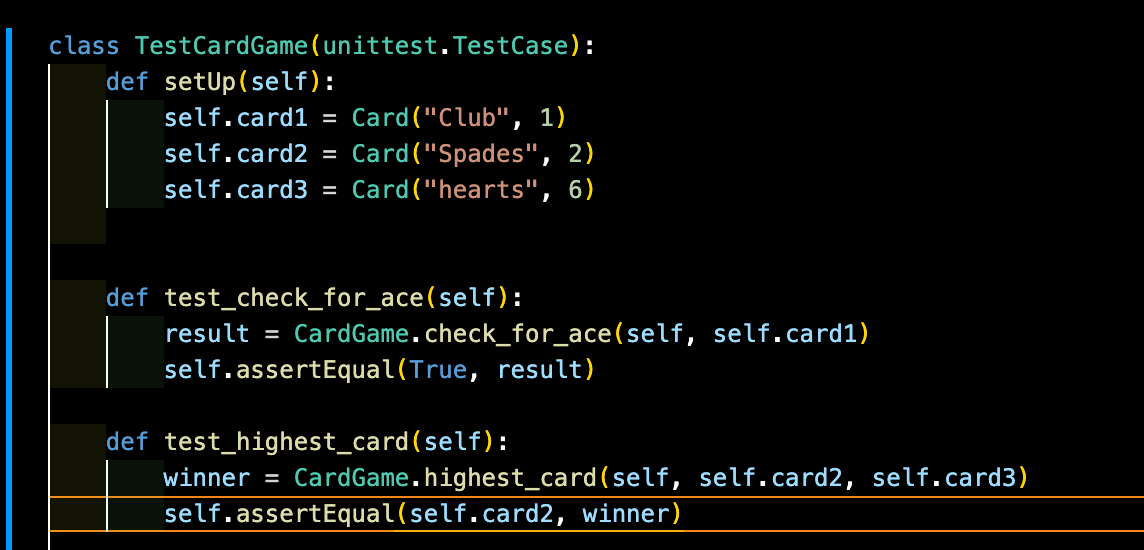 class TestCardGame(unittest.TestCase):
    def setUp(self):
        self.card1 = Card("Club", 1)
        self.card2 = Card("Spades", 2)
        self.card3 = Card("hearts", 6)
    def test_check_for_ace(self):
        result = CardGame.check_for_ace(self, self.card1)
        self.assertEqual(True, result)
    def test_highest_card(self):
        winner = CardGame.highest_card(self, self.card2, self.card3)
        self.assertEqual(self.card2, winner)